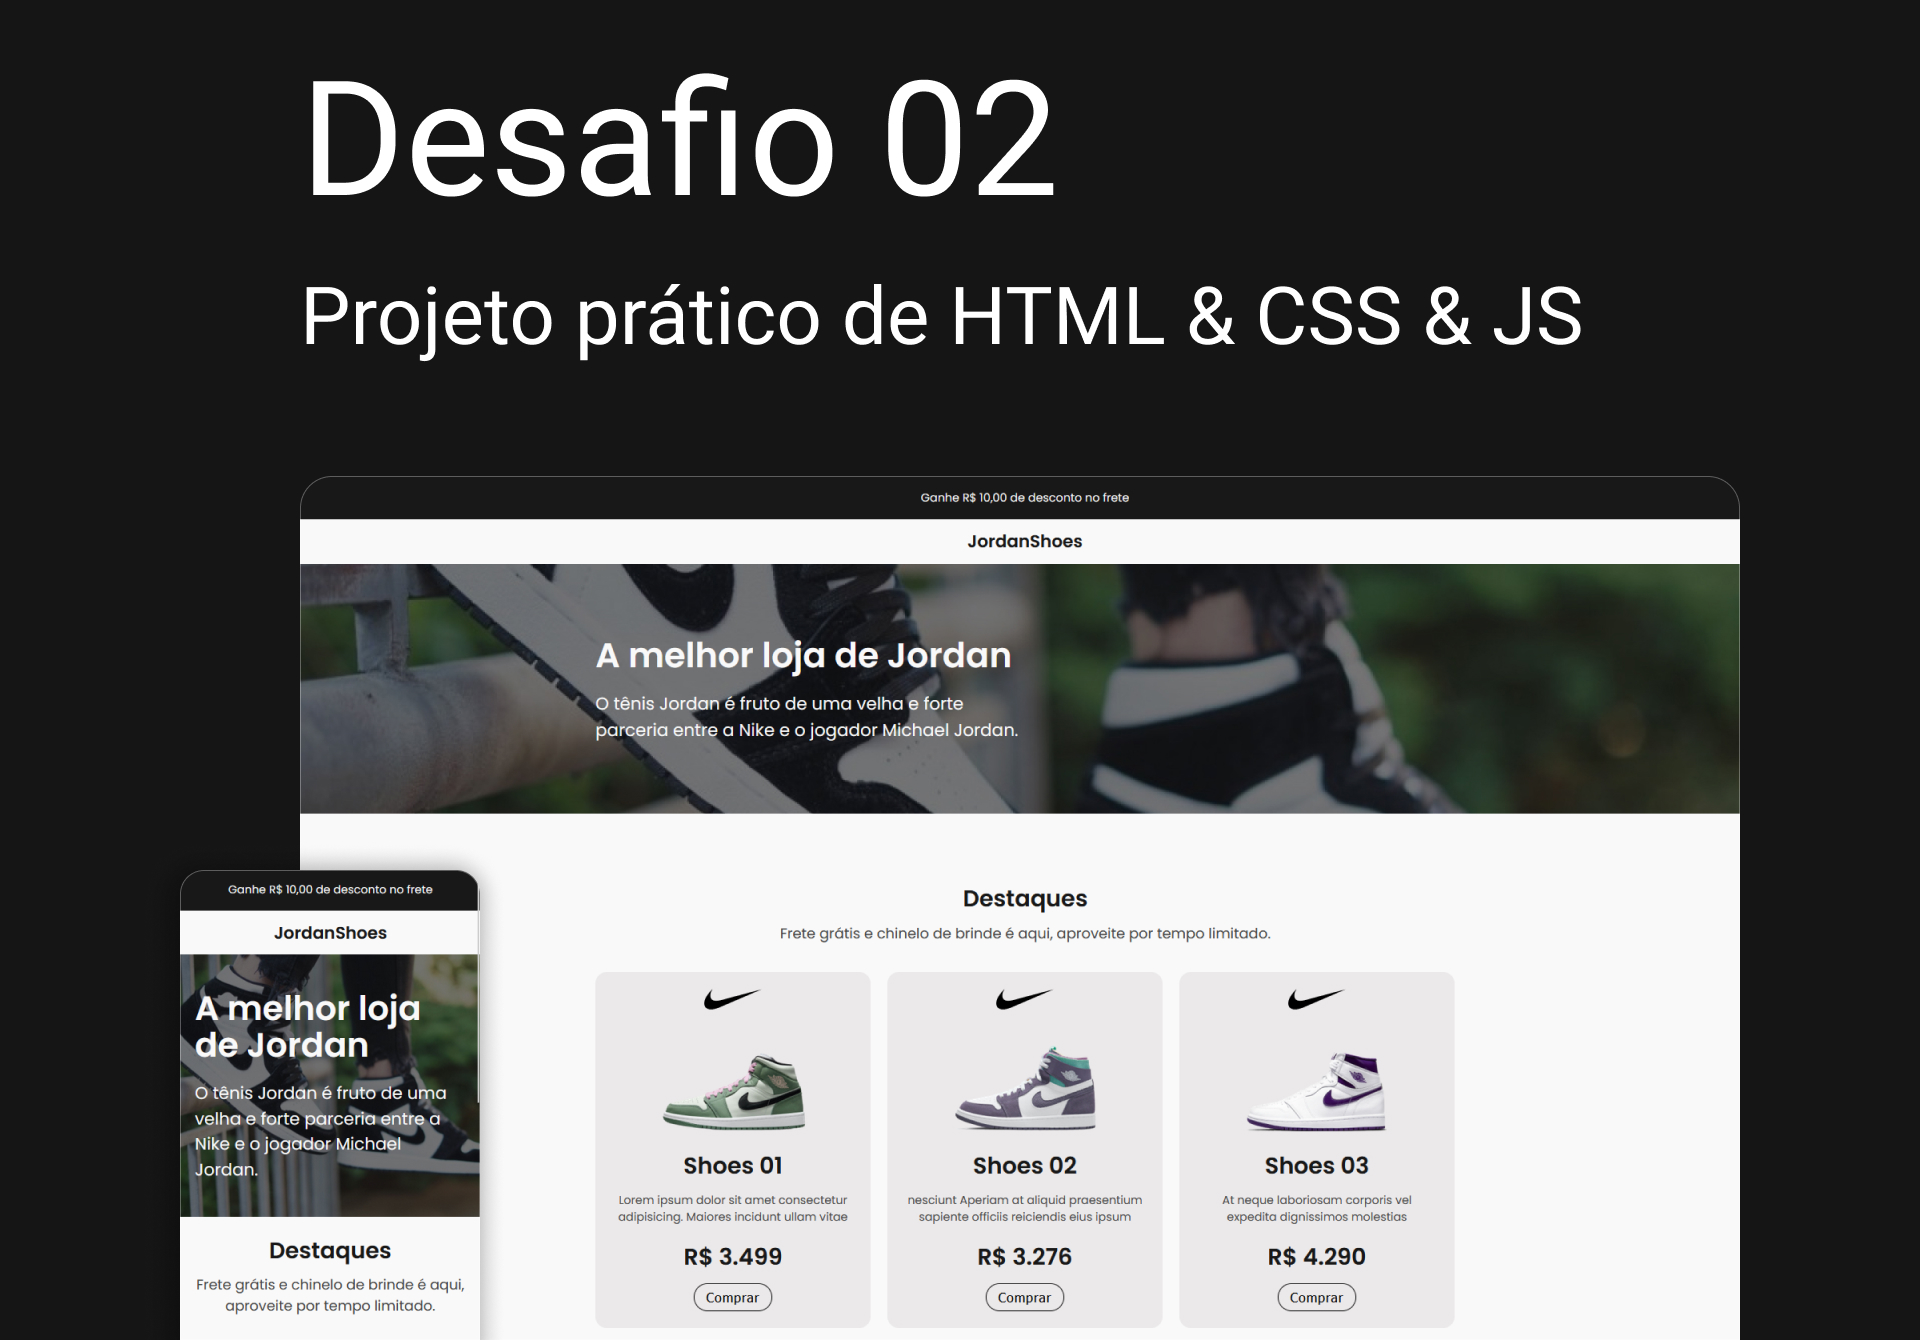 Desafio 02
Projeto prático de HTML & CSS & JS
Ganhe R$ 10,00 de desconto no frete
JordanShoes
A melhor loja de Jordan
O tênis Jordan é fruto de uma velha e forte
parceria entre a Nike e o jogador Michael Jordan.
Destaques
Frete grátis e chinelo de brinde é aqui, aproveite por tempo limitado.
Shoes 01
Lorem ipsum dolor sit amet consectetur
adipisicing. Maiores incidunt ullam vitae
R$ 3.499
Comprar
Shoes 02
nesciunt Aperiam at aliquid praesentium
sapiente officiis reiciendis eius ipsum
R$ 3.276
Comprar
Shoes 03
At neque laboriosam corporis vel
expedita dignissimos molestias
R$ 4.290
Comprar
Ganhe R$ 10,00 de desconto no frete
JordanShoes
A melhor loja
de Jordan
O tênis Jordan é fruto de uma
velha e forte parceria entre a
Nike e o jogador Michael
Jordan.
Destaques
Frete grátis e chinelo de brinde é aqui,
aproveite por tempo limitado.